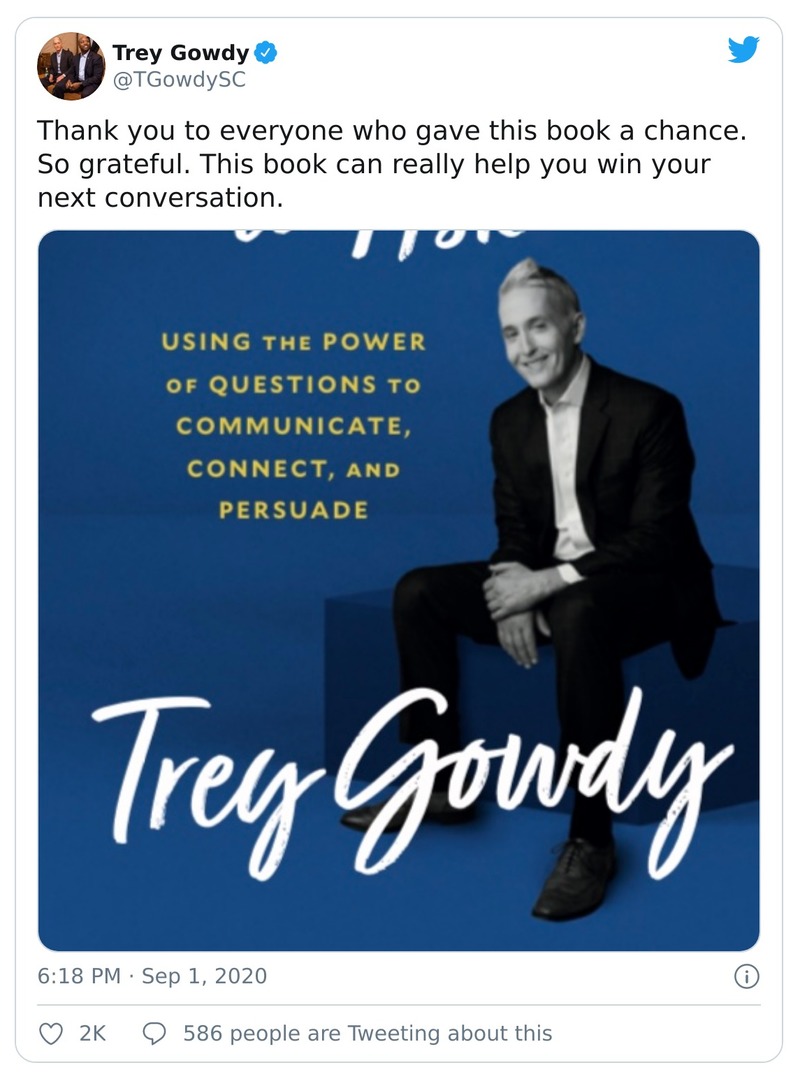 Trey Gowdy
@TGowdySC
Thank you to everyone who gave this book a chance.
So grateful. This book can really help you win your
next conversation.
USING THE POWER
OF QUESTIONS TO
COMMUNICATE,
CONNECT, AND
PERSUADE
Trey Gowdy
6:18 PM · Sep 1, 2020
2K
586 people are Tweeting about this